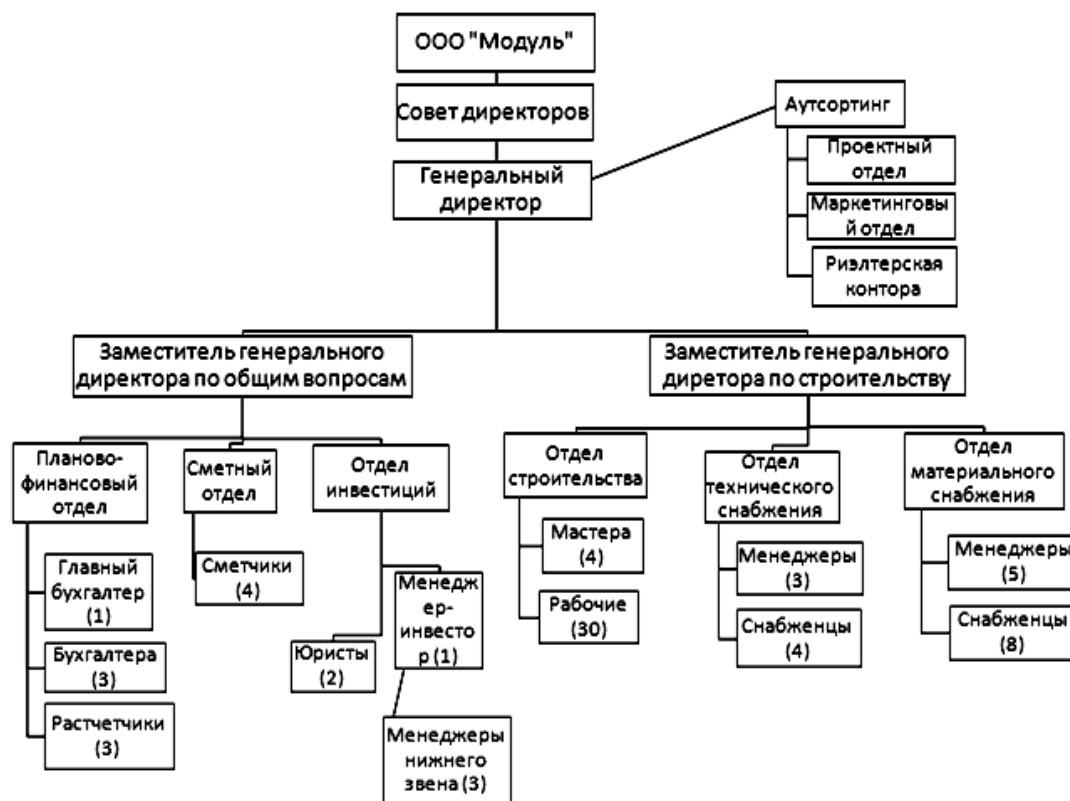 ООО "Модуль"
Совет директоров
Генеральный
директор
Аутсортинг
Проектный
отдел
Маркетинговы
й отдел
Риэлтерская
контора
Заместитель генерального
директора по общим вопросам
Заместитель генерального
диретора по строительству
Планово-
финансовый
отдел
Главный
бухгалтер
(1)
Бухгалтера
(3)
Растчетчики
(3)
Сметный
отдел
Сметчики
(4)
Отдел
инвестиций
Юристы
(2)
Менедж
ер-
инвесто
р (1)
Менеджеры
нижнего
звена (3)
Отдел
строительства
Мастера
(4)
Рабочие
(30)
Отдел
технического
снабжения
Менеджеры
(3)
Снабженцы
(4)
Отдел
материального
снабжения
Менеджеры
(5)
Снабженцы
(8)